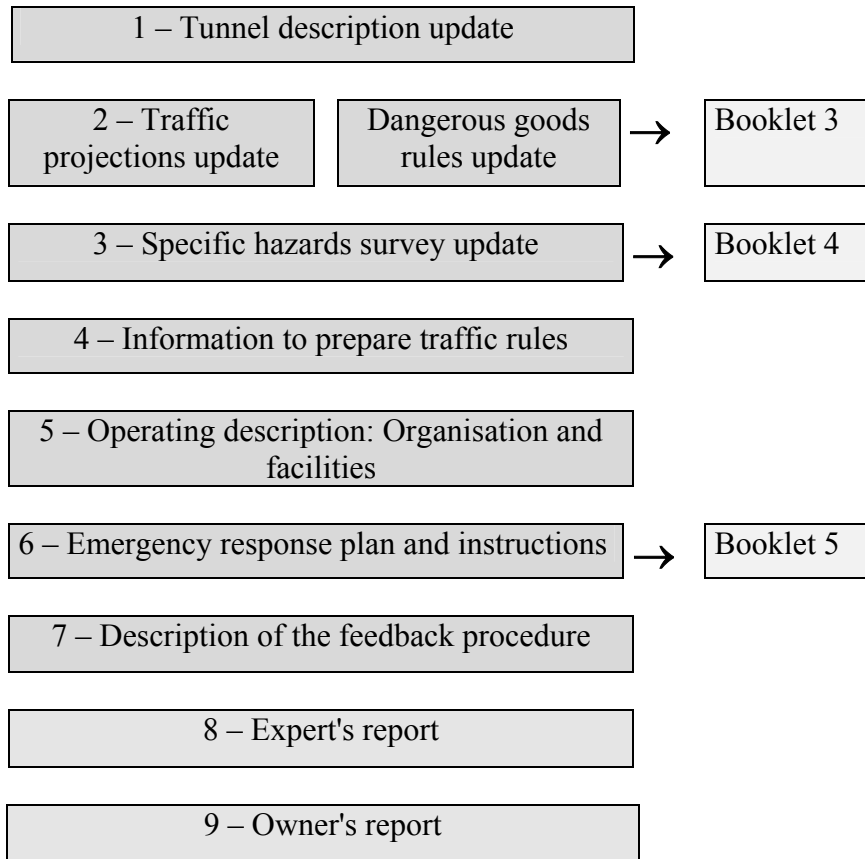 1 – Tunnel description update
2 – Traffic
projections update
Dangerous goods
rules update
→
Booklet 3
3 – Specific hazards survey update
→
Booklet 4
4 – Information to prepare traffic rules
5 – Operating description: Organisation and
facilities
6 – Emergency response plan and instructions
→
Booklet 5
7 – Description of the feedback procedure
8 – Expert's report
9 – Owner's report